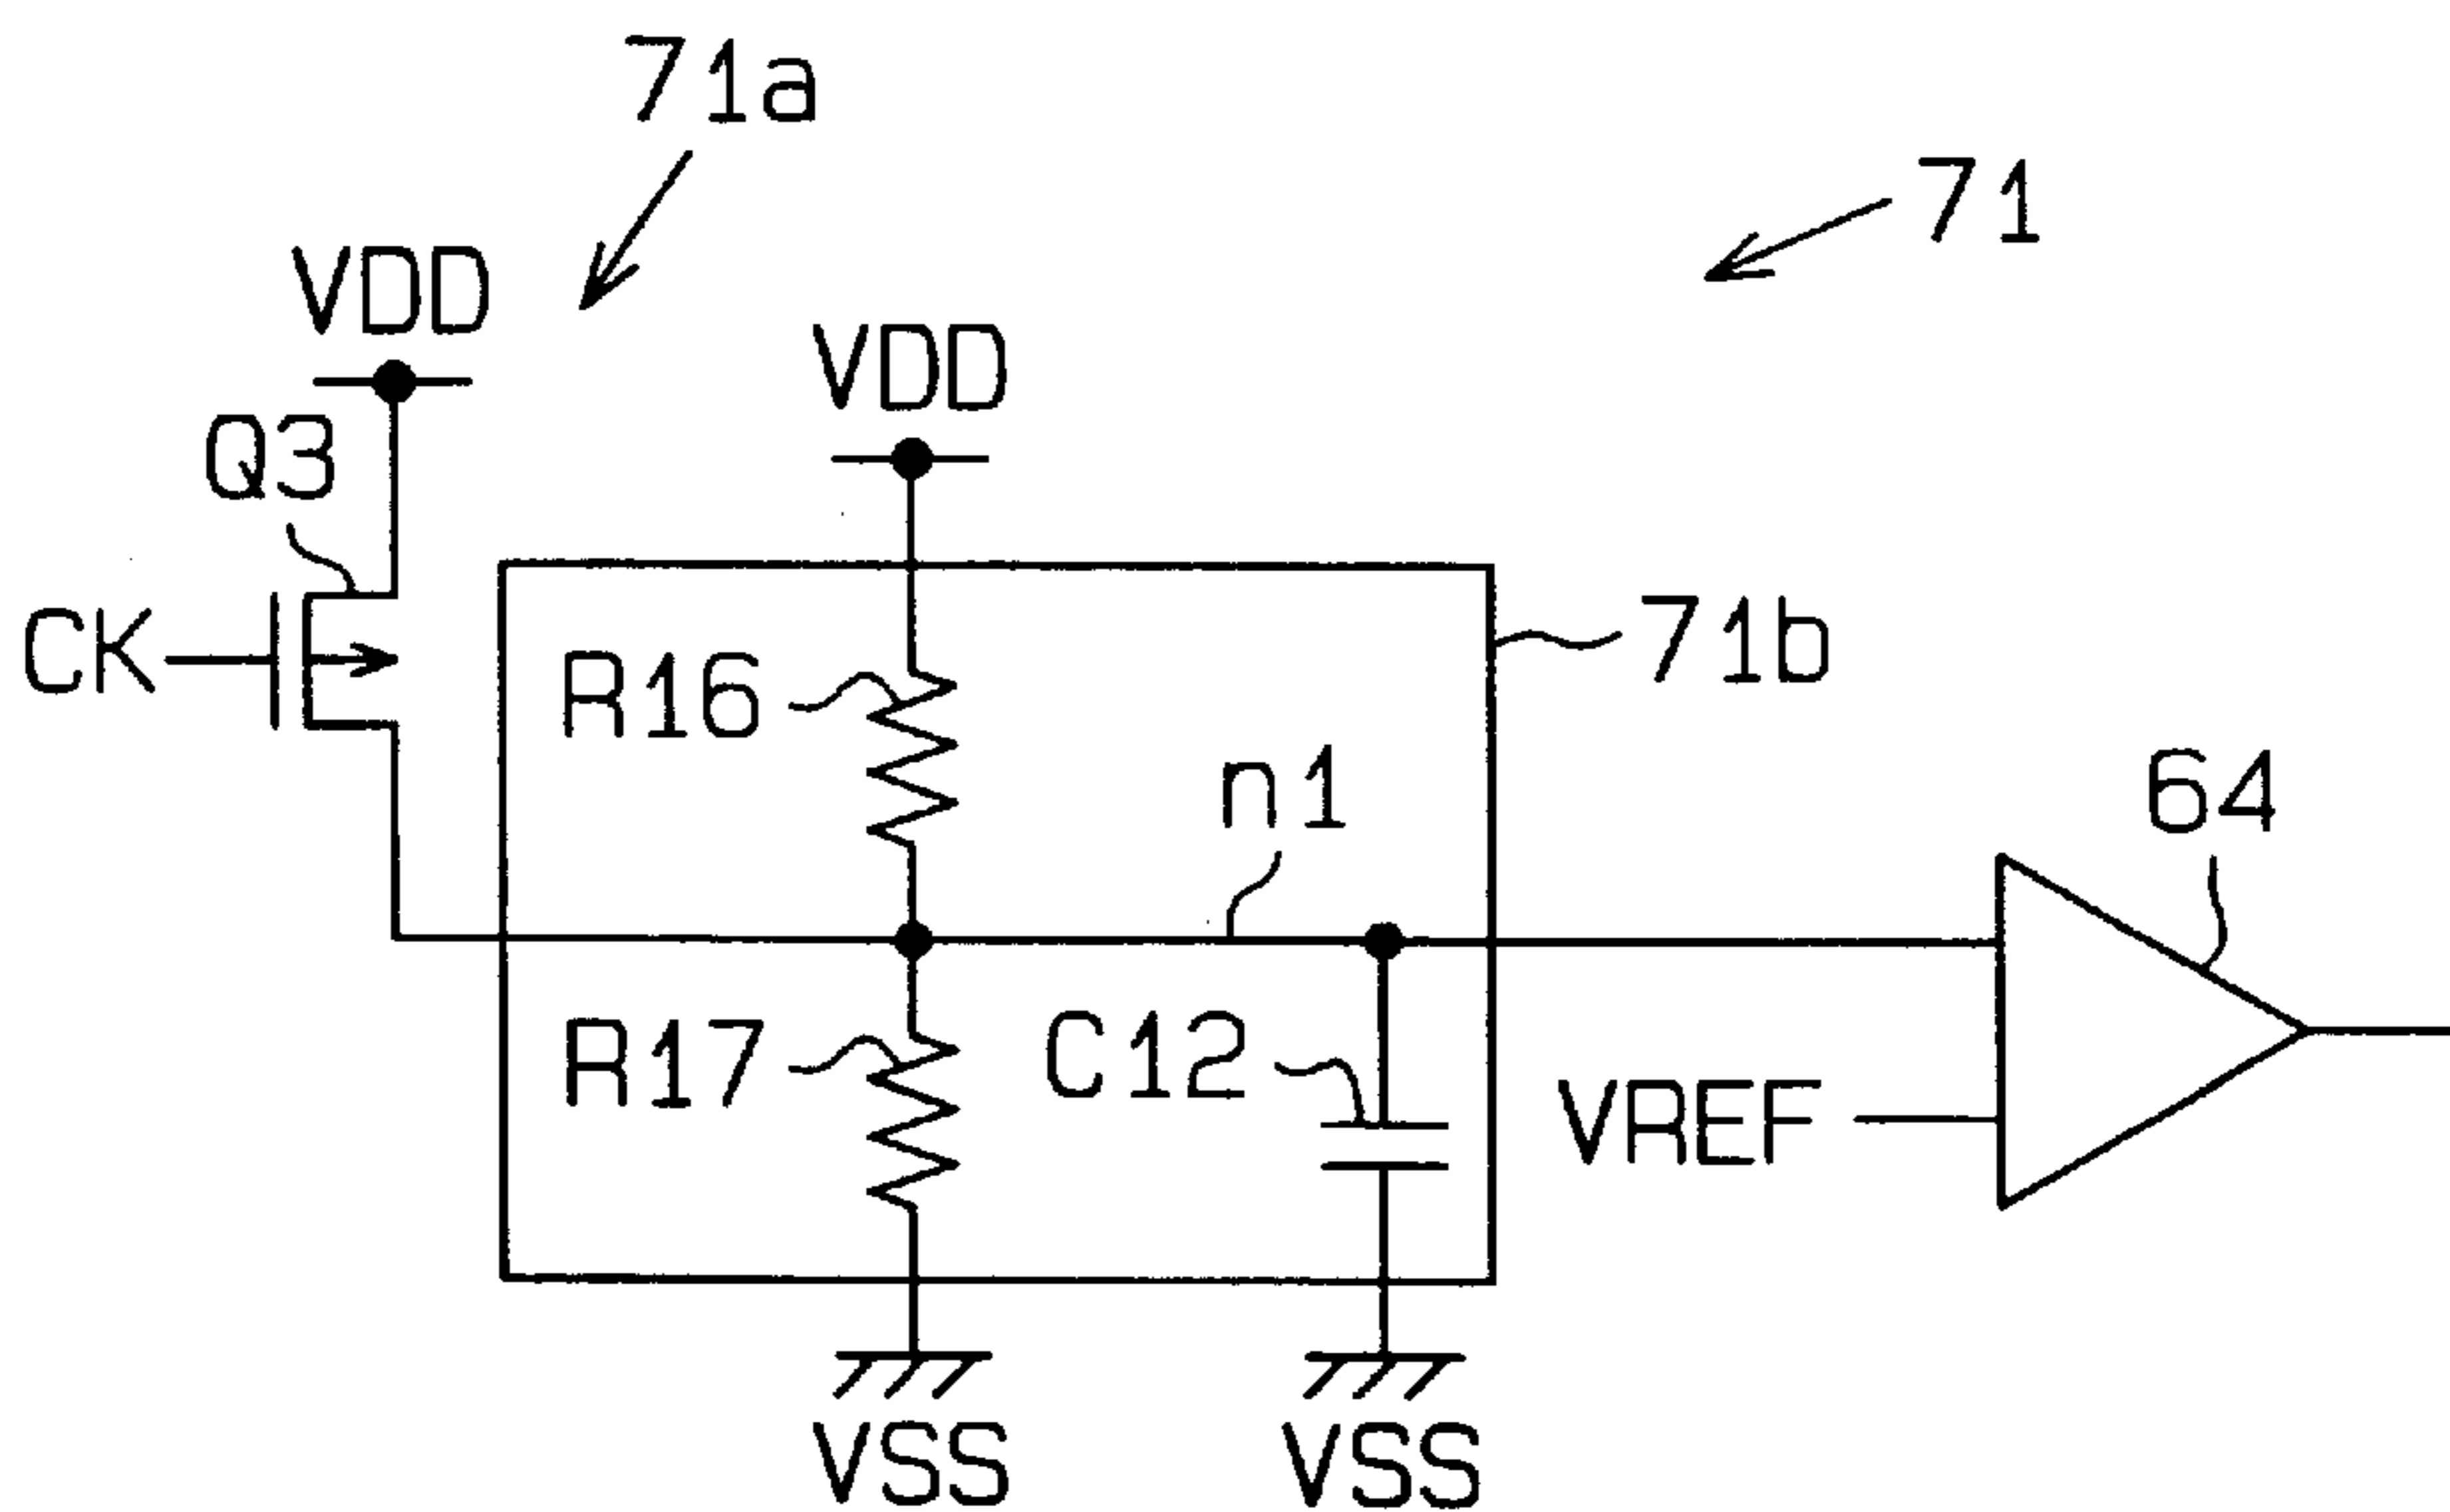 71a
71
VDD
VDD
Q3
CK
R16
71b
n1
64
R17
C12
VREF
VSS
VSS